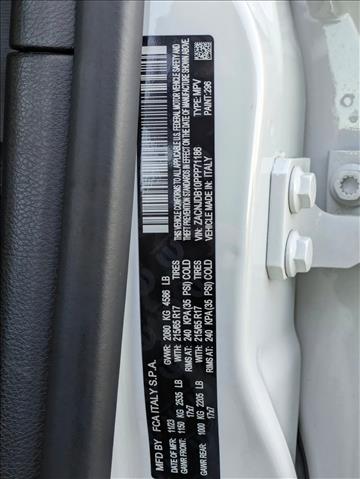 MFD BY FCA ITALY S.P.A.
DATE OF MFR: 11/23 GVWR: 2080 KG 4586 LB
GAWR FRONT: 1150 KG 2535 LB WITH: 215/65 R17 TIRES
17x7 RIMS AT: 240 KPA (35 PSI) COLD
GAWR REAR: 1000 KG 2205 LB WITH: 215/65 R17 TIRES
17x7 RIMS AT: 240 KPA (35 PSI) COLD
THIS VEHICLE CONFORMS TO ALL APPLICABLE U.S. FEDERAL MOTOR VEHICLE SAFETY AND
THEFT PREVENTION STANDARDS IN EFFECT ON THE DATE OF MANUFACTURE SHOWN ABOVE.
VIN: ZACNJDB10PPP71186 TYPE: MPV
VEHICLE MADE IN: ITALY PAINT: 296